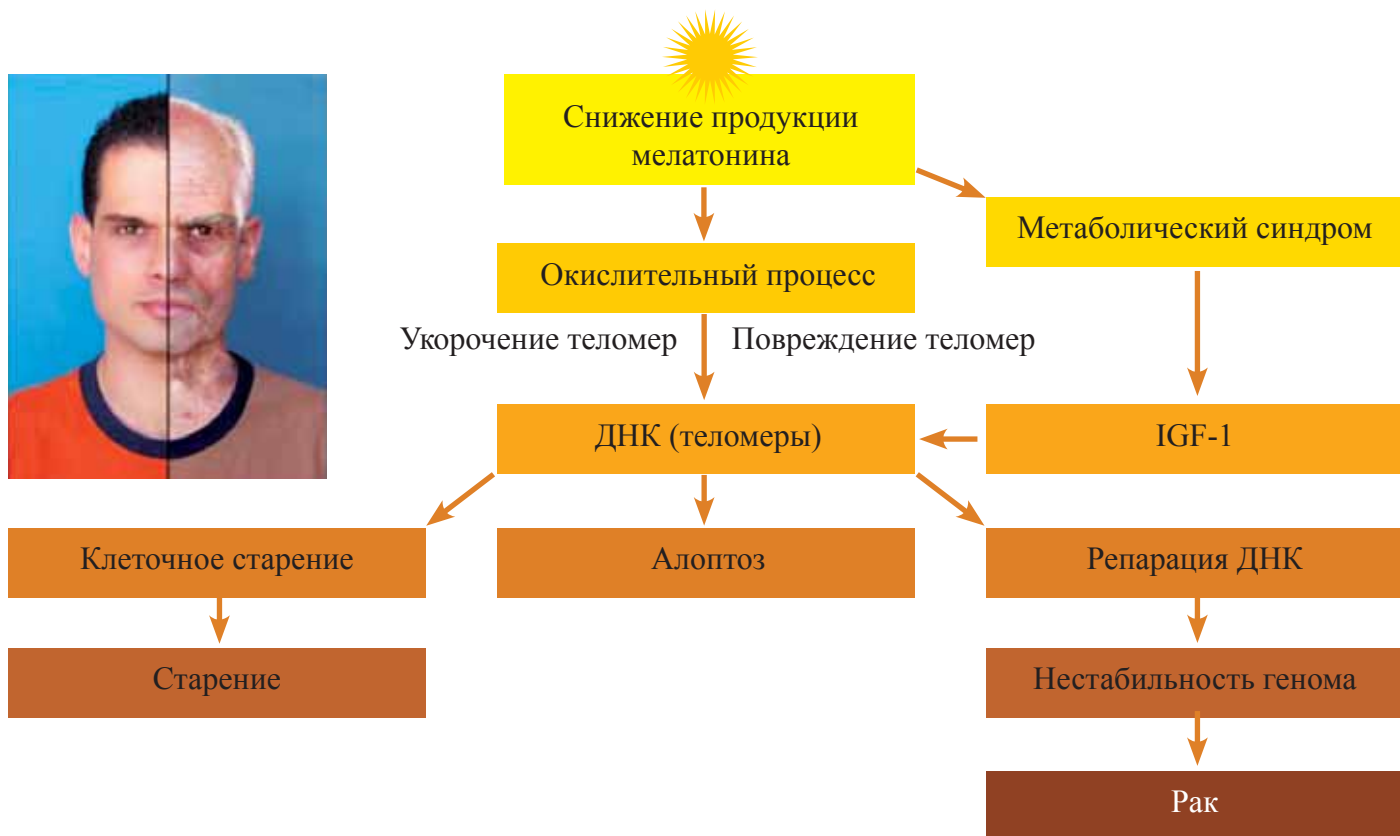 Снижение продукции
мелатонина
Метаболический синдром
Окислительный процесс
Укорочение теломер
Повреждение теломер
ДНК (теломеры)
IGF-1
Клеточное старение
Алоптоз
Репарация ДНК
Старение
Нестабильность генома
Рак